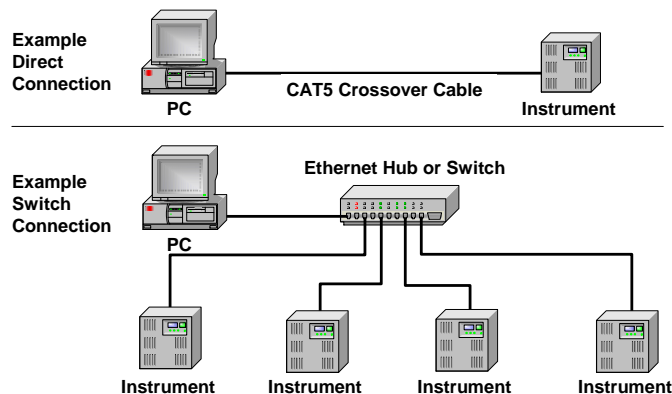 Example
Direct
Connection
PC
CAT5 Crossover Cable
Instrument
Example
Switch
Connection
PC
Ethernet Hub or Switch
Instrument
Instrument
Instrument
Instrument